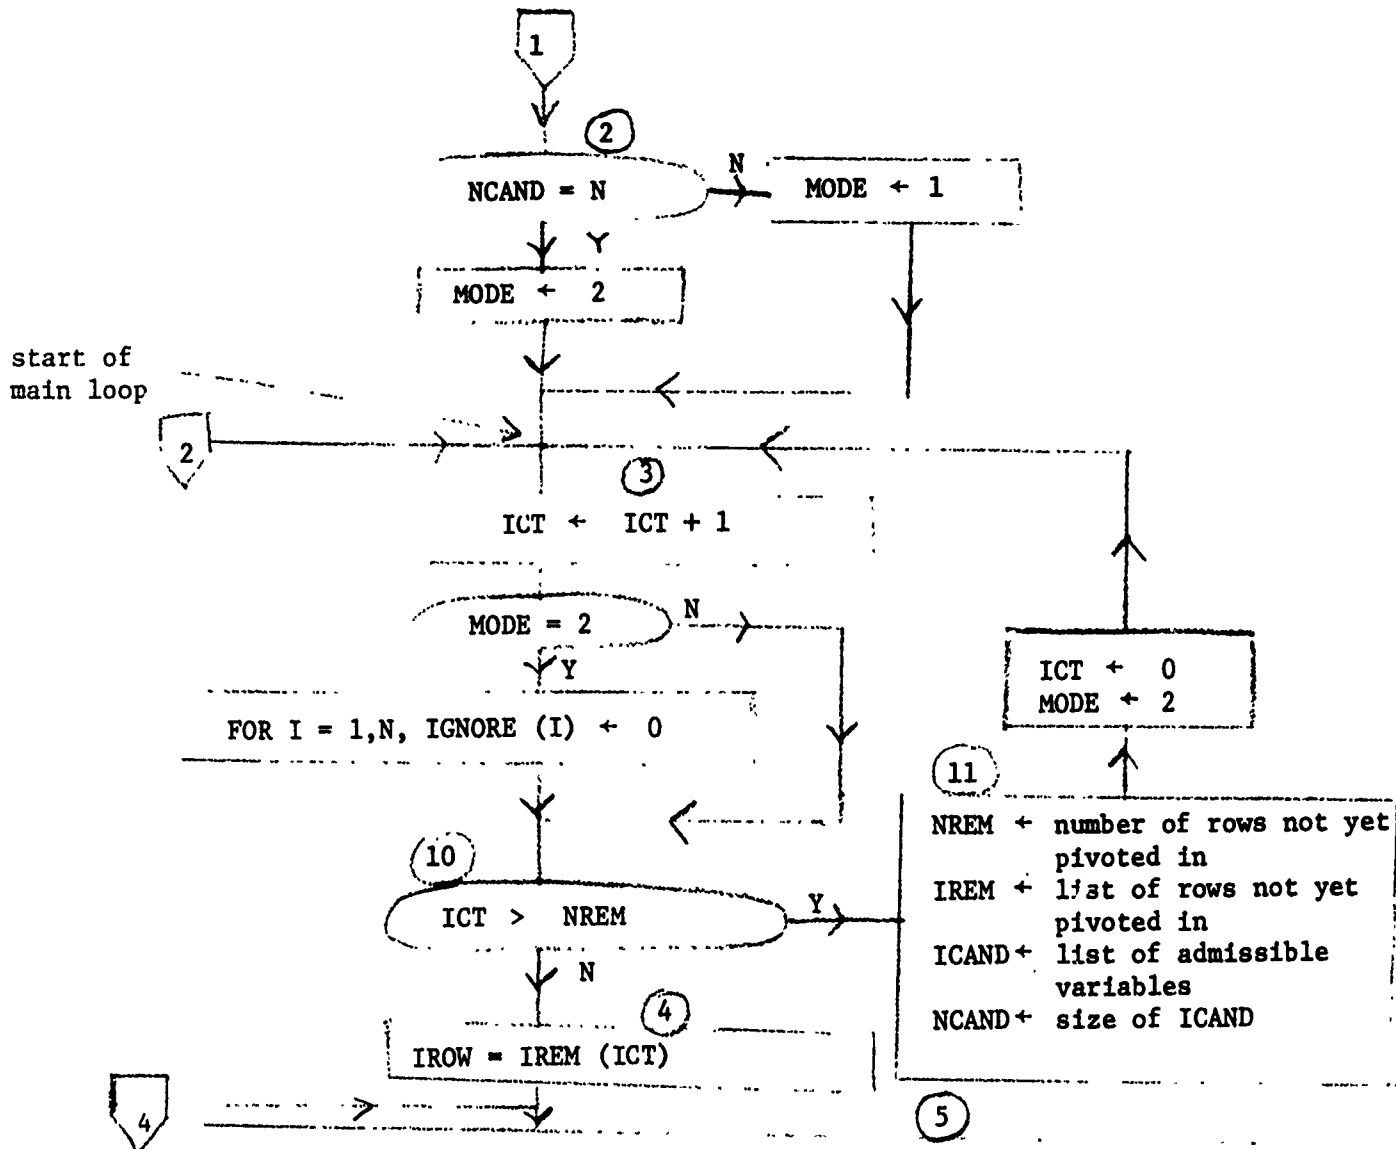 1
2
NCAND = N
N
MODE ← 1
Y
MODE ← 2
start of
main loop
2
3
ICT ← ICT + 1
MODE = 2
N
Y
FOR I = 1,N, IGNORE (I) ← 0
ICT ← 0
MODE ← 2
10
ICT > NREM
Y
N
11
NREM ← number of rows not yet
pivoted in
IREM ← list of rows not yet
pivoted in
ICAND ← list of admissible
variables
NCAND ← size of ICAND
4
IROW = IREM (ICT)
4
5